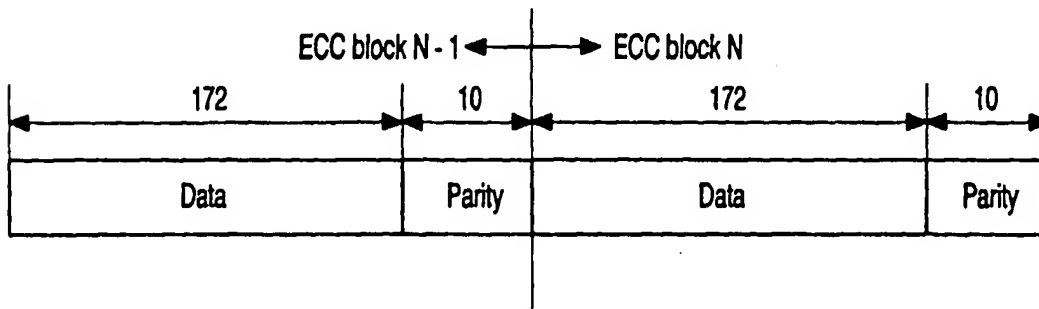 ECC block N - 1 ECC block N
172 10 172 10
Data Parity Data Parity